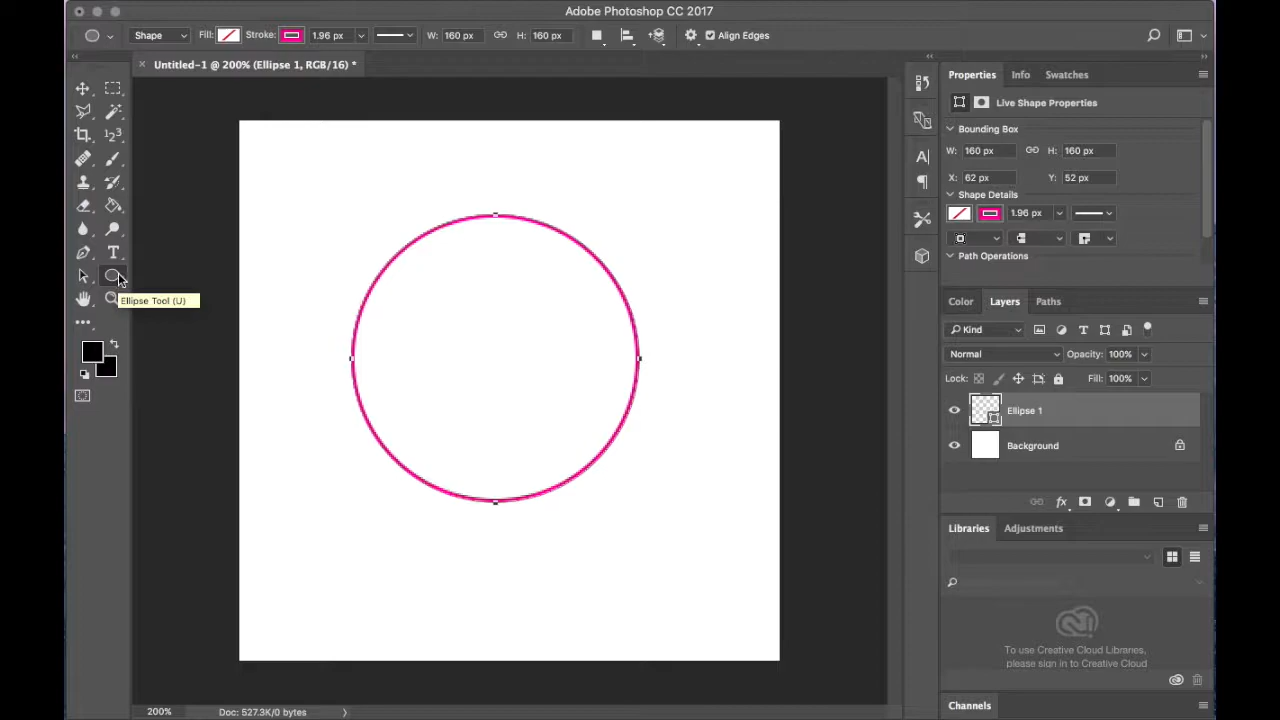 Adobe Photoshop CC 2017
Shape Fill: Stroke: 1.96 px W: 160 px H: 160 px Align Edges
Untitled-1 @ 200% (Ellipse 1, RGB/16) *
Properties Info Swatches
Live Shape Properties
Bounding Box
W: 160 px H: 160 px
X: 62 px Y: 52 px
Shape Details
1.96 px
Path Operations
Ellipse Tool (U)
Color Layers Paths
Kind
Normal Opacity: 100%
Lock: Fill: 100%
Ellipse 1
Background
fx
Libraries Adjustments
To use Creative Cloud Libraries,
please sign in to Creative Cloud
Channels
200% Doc: 527.3K/0 bytes